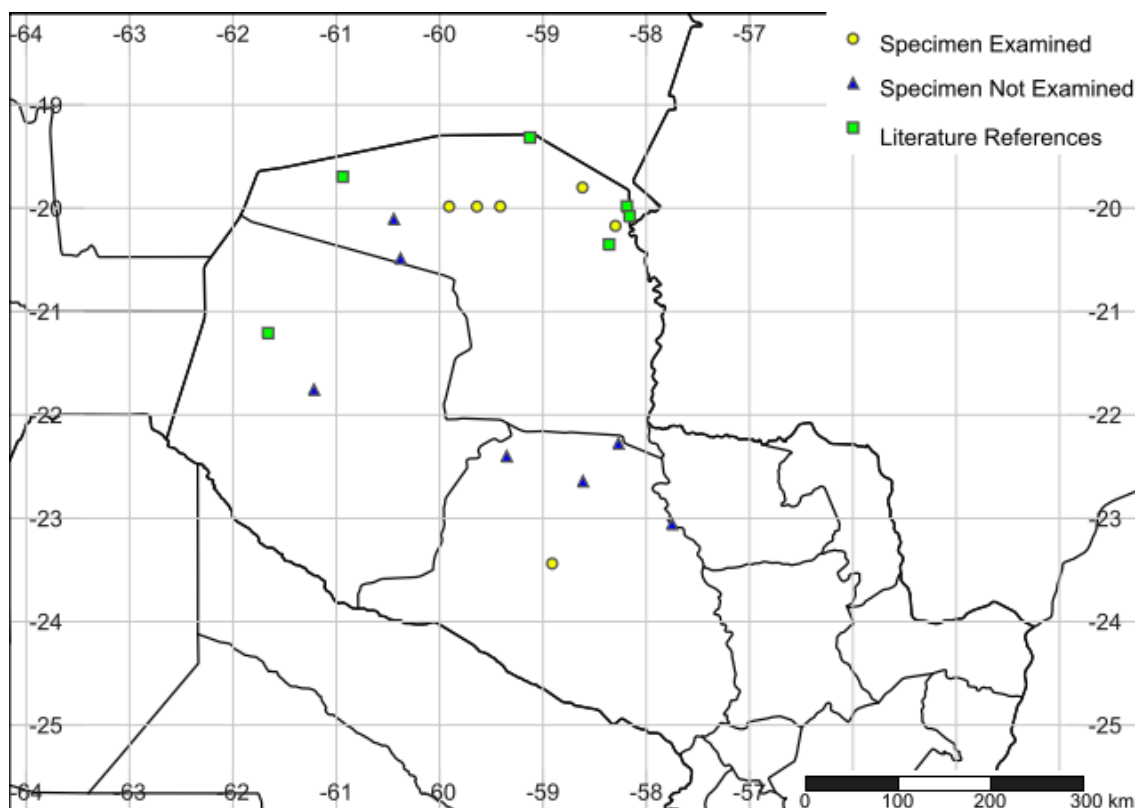 -64 -63 -62 -61 -60 -59 -58 -57
Specimen Examined
Specimen Not Examined
Literature References
-19 -19
-20 -20
-21 -21
-22 -22
-23 -23
-24 -24
-25 -25
-64 -63 -62 -61 -60 -59 -58
0 100 200 300 km